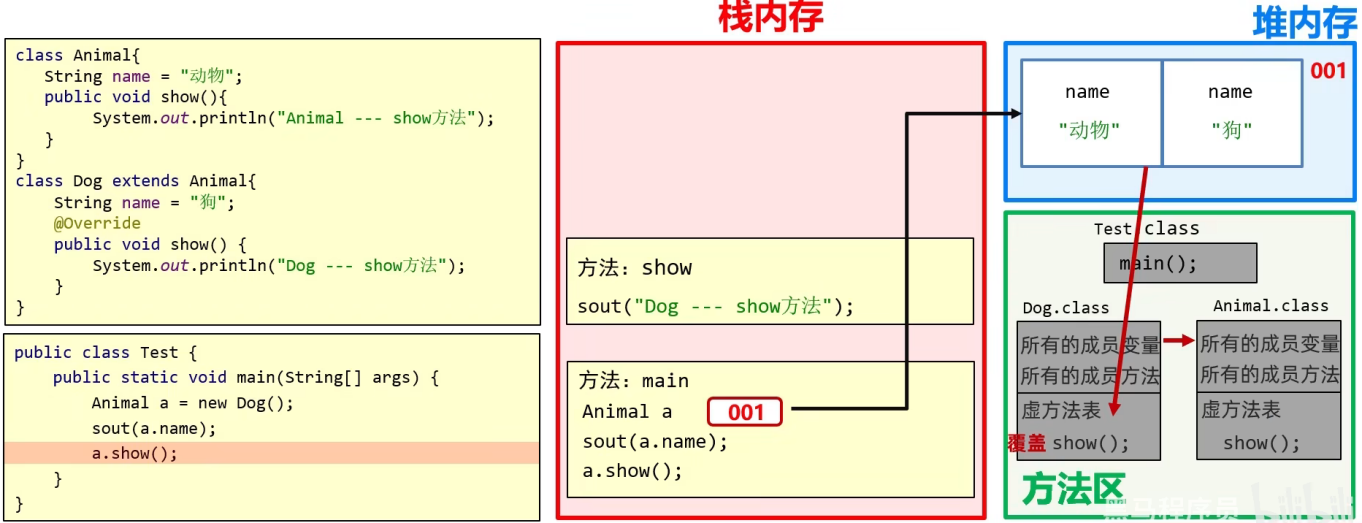 栈内存
堆内存
class Animal{
String name = "动物";
public void show(){
System.out.println("Animal --- show方法");
}
}
class Dog extends Animal{
String name = "狗";
@Override
public void show() {
System.out.println("Dog --- show方法");
}
}
public class Test {
public static void main(String[] args) {
Animal a = new Dog();
sout(a.name);
a.show();
}
}
方法：show
sout("Dog --- show方法");
方法：main
Animal a 001
sout(a.name);
a.show();
001
name name
"动物" "狗"
Test.class
main();
Dog.class Animal.class
所有的成员变量 所有的成员变量
所有的成员方法 所有的成员方法
虚方法表 虚方法表
覆盖 show(); show();
方法区
黑马程序员 bilibili